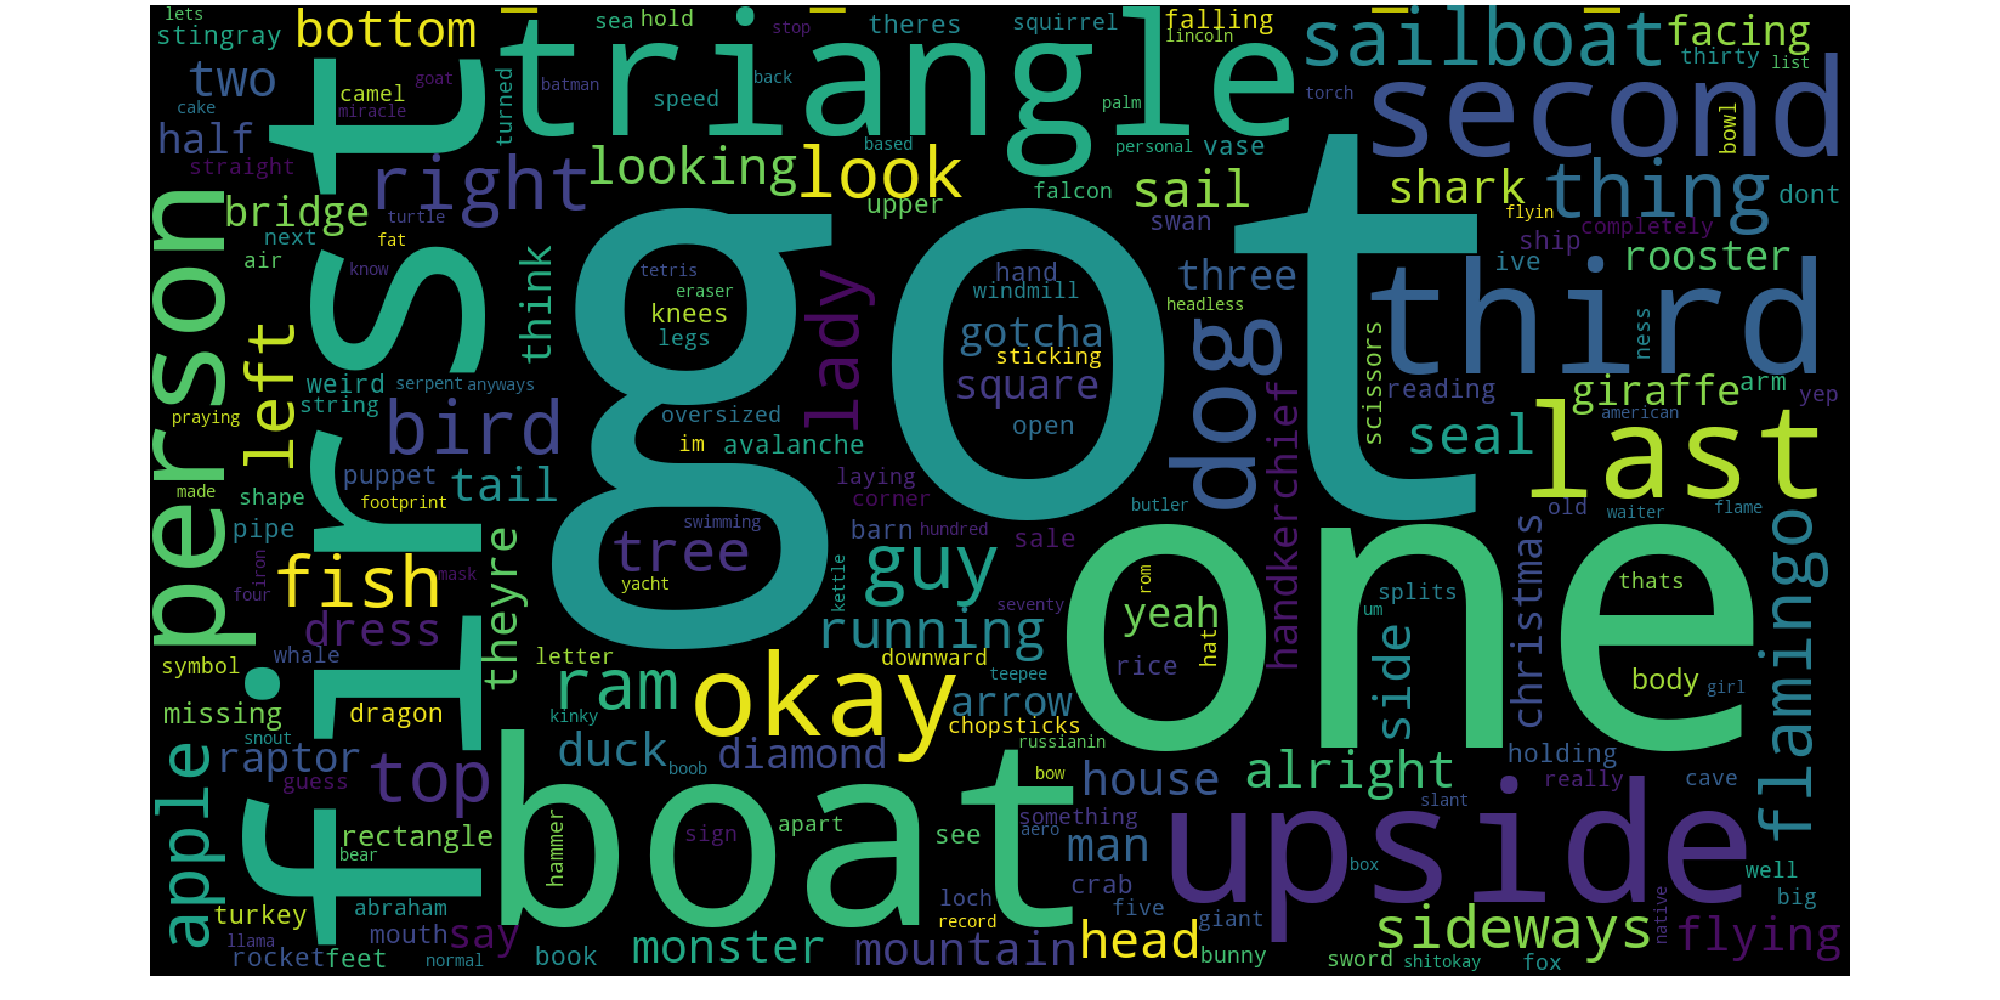 lets
stingray
bottom
triangle
sea
hold
stop
theres
squirrel
falling
lincoln
sailboat
facing
thirty
list
two
cake
camel
goat
miracle
turned
batman
back
speed
palm
torch
second
bowl
half
straight
right
looking
look
based
upper
personal
vase
falcon
sail
shark
thing
dont
person
bridge
turtle
next
fat
air
know
first
think
got
tetris
eraser
knees
legs
lady
hand
windmill
gotcha
sticking
square
open
swan
three
headless
flyin
completely
ship
ive
rooster
third
ness
left
weird
serpent
anyways
string
praying
bird
oversized
im
avalanche
dog
handkerchief
scissors
reading
giraffe
arm
yep
american
seal
last
made
shape
puppet
tail
footprint
laying
corner
butler
old
waiter
flame
pipe
swimming
tree
yacht
barn
hundred
sale
christmas
flamingo
fish
four
iron
mask
theyre
kettle
guy
seventy
running
one
rom
yeah
hat
rice
splits
um
side
thats
body
girl
dress
whale
symbol
letter
downward
teepee
ram
okay
arrow
chopsticks
missing
dragon
kinky
russianin
snout
raptor
guess
top
duck
boob
diamond
bow
house
alright
holding
really
cave
slant
apple
rectangle
bear
boat
hammer
sign
apart
see
something
aero
man
upside
box
well
big
turkey
abraham
loch
crab
five
giant
record
llama
mouth
say
rocket
feet
normal
book
monster
mountain
head
bunny
sideways
native
flying
sword
shitokay
fox